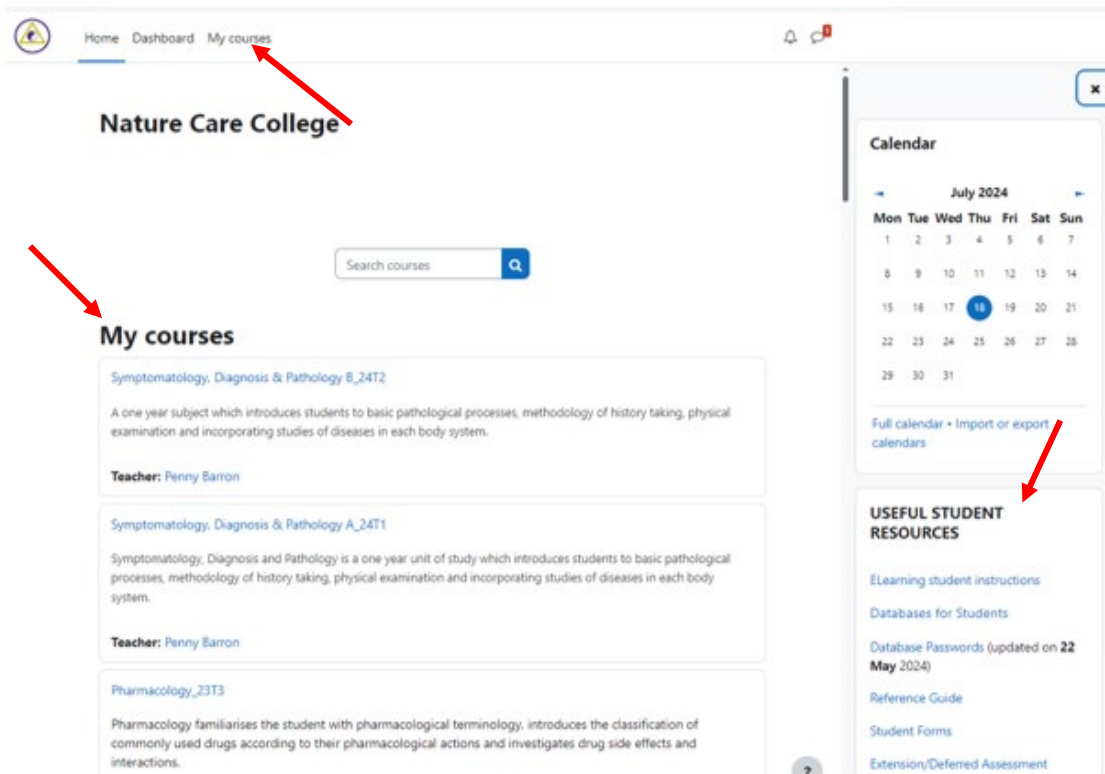 Home Dashboard My courses
1
Nature Care College
Search courses
My courses
Symptomatology, Diagnosis & Pathology B_24T2
A one year subject which introduces students to basic pathological processes, methodology of history taking, physical
examination and incorporating studies of diseases in each body system.
Teacher: Penny Barron
Symptomatology, Diagnosis & Pathology A_24T1
Symptomatology, Diagnosis and Pathology is a one year unit of study which introduces students to basic pathological
processes, methodology of history taking, physical examination and incorporating studies of diseases in each body
system.
Teacher: Penny Barron
Pharmacology_23T3
Pharmacology familiarises the student with pharmacological terminology, introduces the classification of
commonly used drugs according to their pharmacological actions and investigates drug side effects and
interactions.
?
Calendar
July 2024
Mon Tue Wed Thu Fri Sat Sun
1 2 3 4 5 6 7
8 9 10 11 12 13 14
15 16 17 18 19 20 21
22 23 24 25 26 27 28
29 30 31
Full calendar • Import or export
calendars
USEFUL STUDENT
RESOURCES
ELearning student instructions
Databases for Students
Database Passwords (updated on 22
May 2024)
Reference Guide
Student Forms
Extension/Deferred Assessment